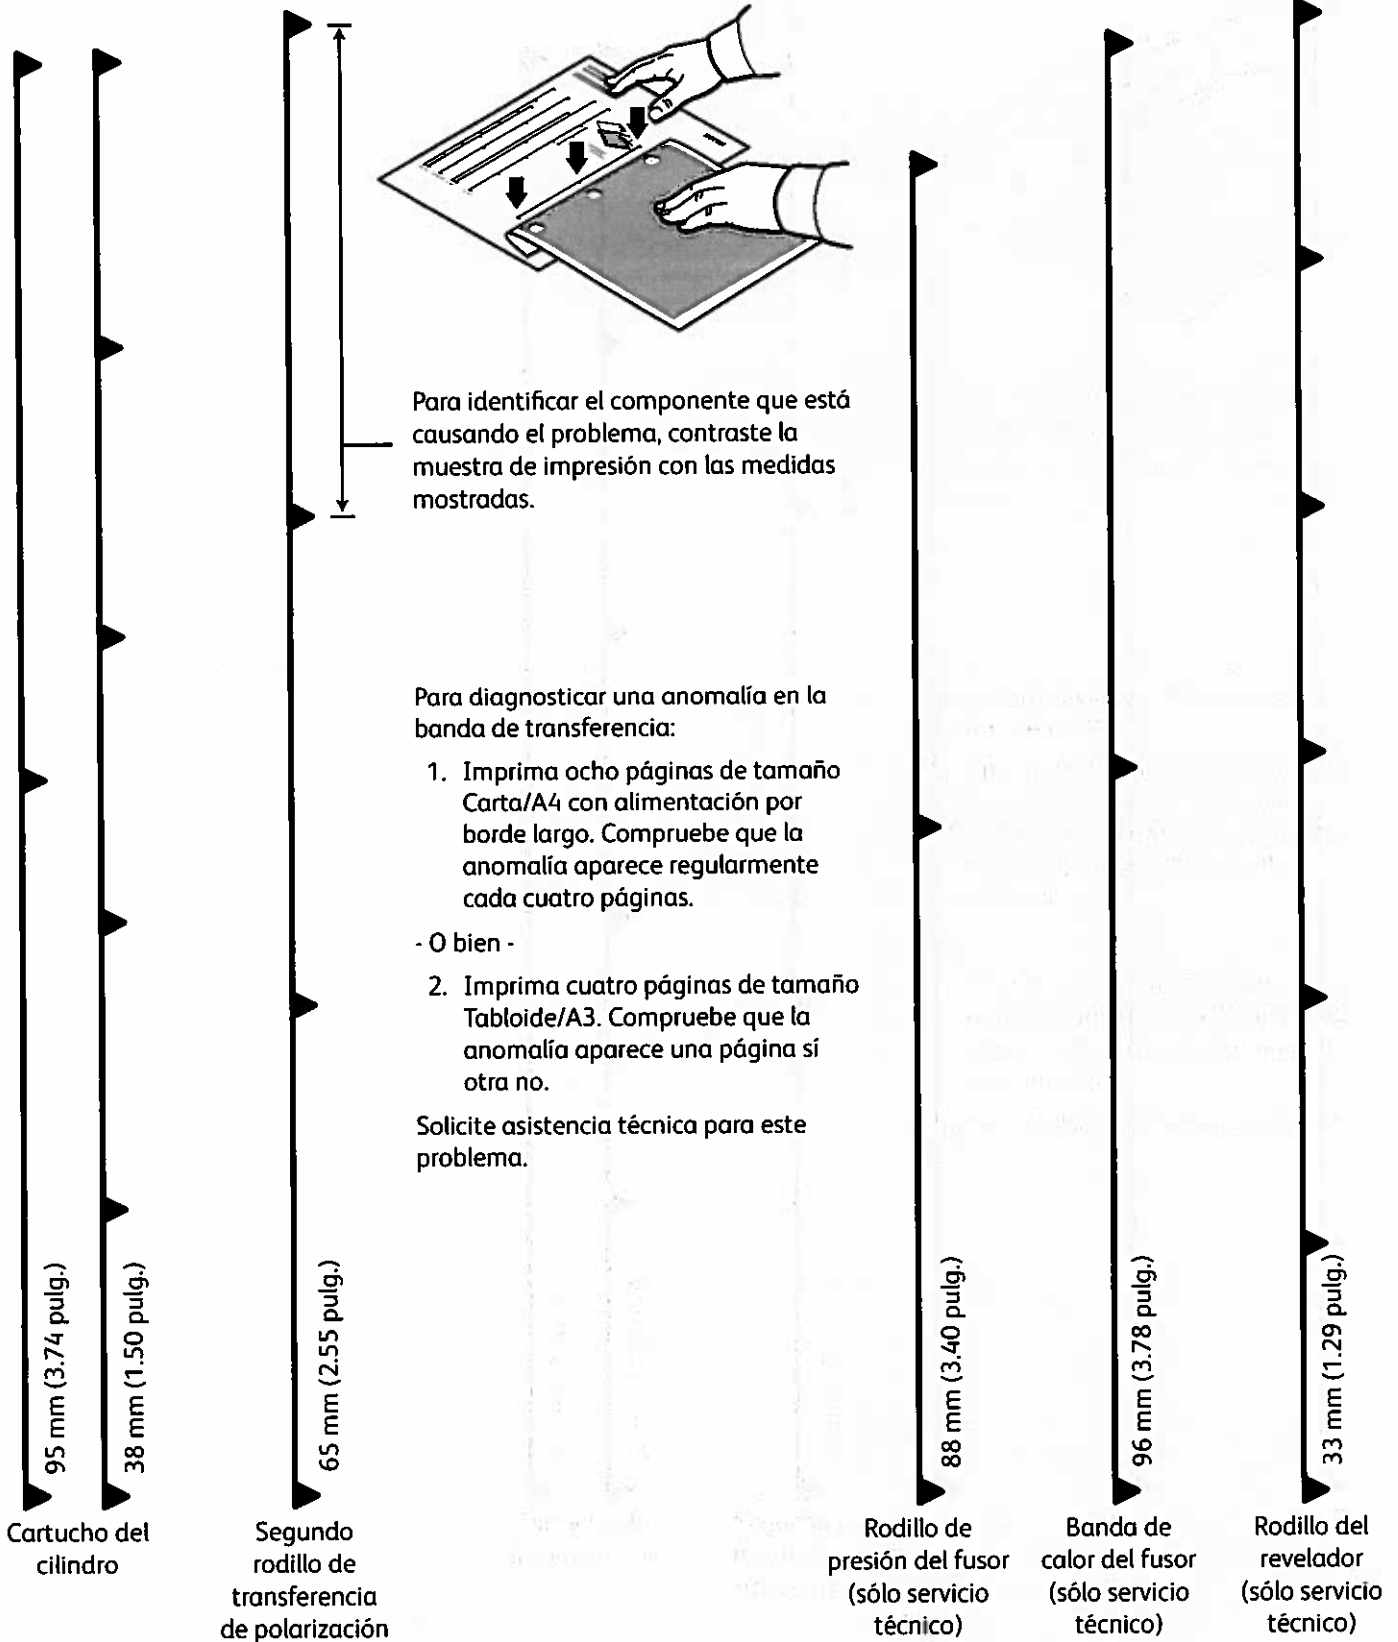 Para identificar el componente que está
causando el problema, contraste la
muestra de impresión con las medidas
mostradas.
Para diagnosticar una anomalía en la
banda de transferencia:
1. Imprima ocho páginas de tamaño
Carta/A4 con alimentación por
borde largo. Compruebe que la
anomalía aparece regularmente
cada cuatro páginas.
- O bien -
2. Imprima cuatro páginas de tamaño
Tabloide/A3. Compruebe que la
anomalía aparece una página sí
otra no.
Solicite asistencia técnica para este
problema.
95 mm (3.74 pulg.)
38 mm (1.50 pulg.)
65 mm (2.55 pulg.)
88 mm (3.40 pulg.)
96 mm (3.78 pulg.)
33 mm (1.29 pulg.)
Cartucho del
cilindro
Segundo
rodillo de
transferencia
de polarización
Rodillo de
presión del fusor
(sólo servicio
técnico)
Banda de
calor del fusor
(sólo servicio
técnico)
Rodillo del
revelador
(sólo servicio
técnico)